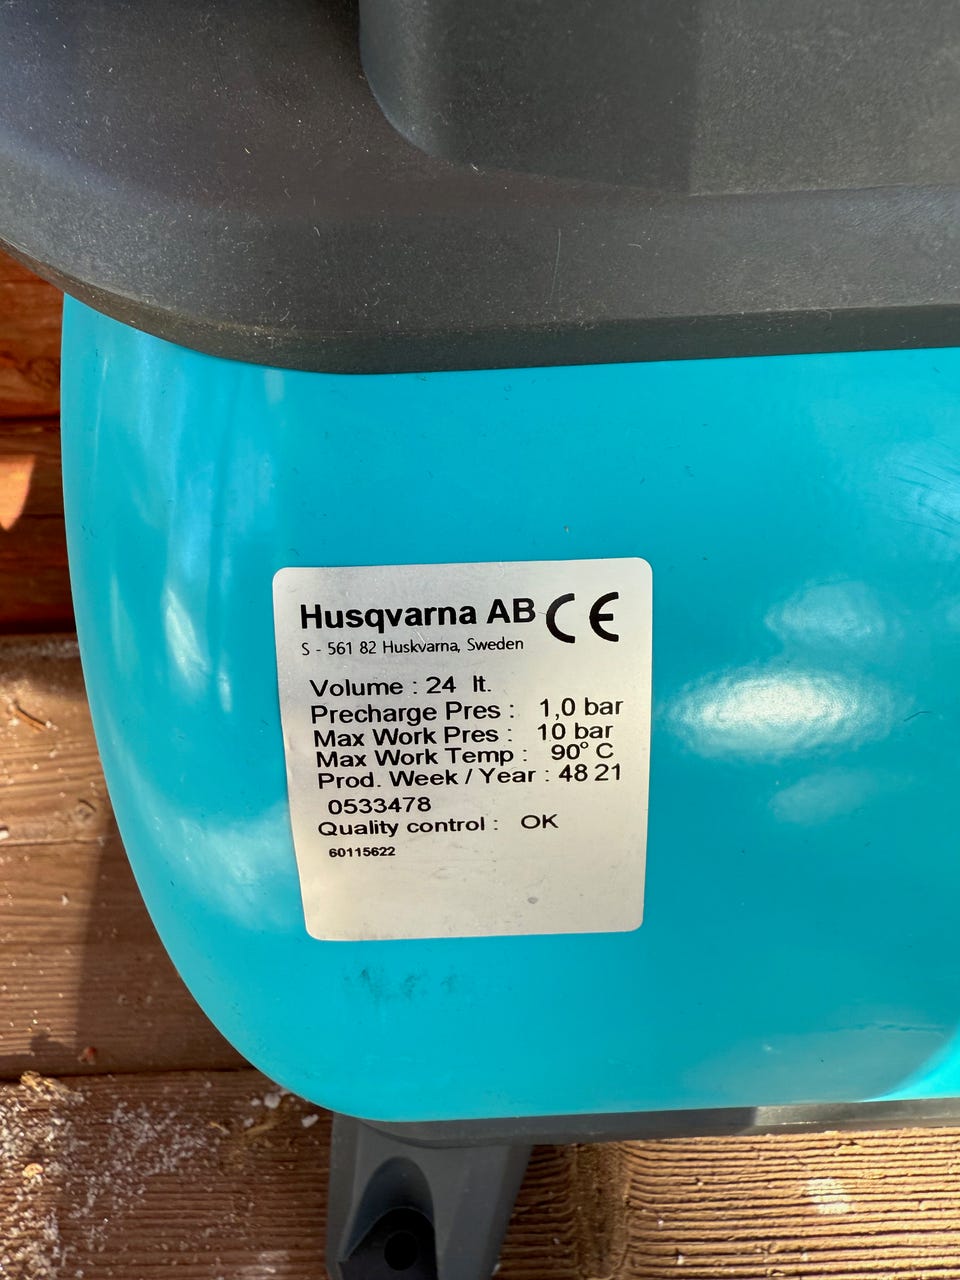 Husqvarna AB CE
S - 561 82 Huskvarna, Sweden
Volume : 24 lt.
Precharge Pres : 1,0 bar
Max Work Pres : 10 bar
Max Work Temp : 90° C
Prod. Week / Year : 48 21
0533478
Quality control : OK
60115622